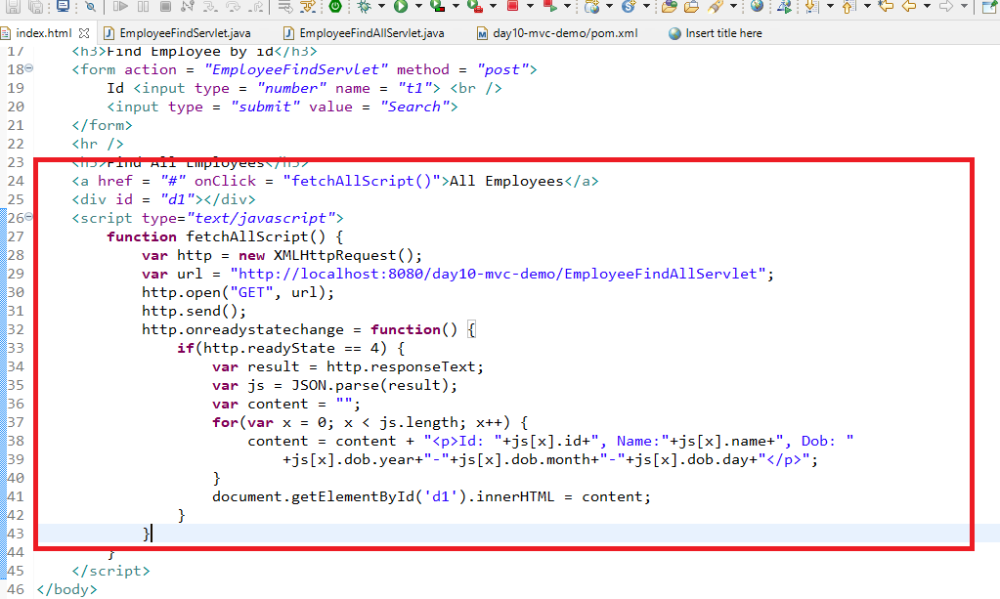 index.html EmployeeFindServlet.java EmployeeFindAllServlet.java day10-mvc-demo/pom.xml Insert title here
17 <h3>Find Employee by id</h3>
18 <form action = "EmployeeFindServlet" method = "post">
19 Id <input type = "number" name = "t1"> <br />
20 <input type = "submit" value = "Search">
21 </form>
22 <hr />
23 <h3>Find All Employees</h3>
24 <a href = "#" onClick = "fetchAllScript()">All Employees</a>
25 <div id = "d1"></div>
26 <script type="text/javascript">
27 function fetchAllScript() {
28 var http = new XMLHttpRequest();
29 var url = "http://localhost:8080/day10-mvc-demo/EmployeeFindAllServlet";
30 http.open("GET", url);
31 http.send();
32 http.onreadystatechange = function() {
33 if(http.readyState == 4) {
34 var result = http.responseText;
35 var js = JSON.parse(result);
36 var content = "";
37 for(var x = 0; x < js.length; x++) {
38 content = content + "<p>Id: "+js[x].id+", Name:"+js[x].name+", Dob: "
39 +js[x].dob.year+"-"+js[x].dob.month+"-"+js[x].dob.day+"</p>";
40 }
41 document.getElementById('d1').innerHTML = content;
42 }
43 }
44 }
45 </script>
46 </body>